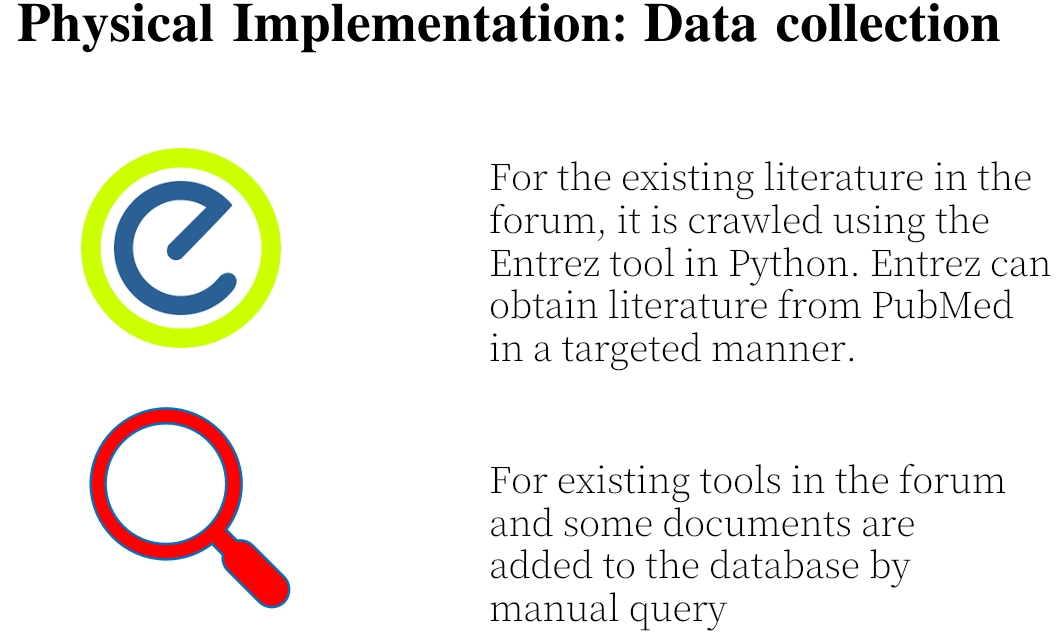 Physical Implementation: Data collection
For the existing literature in the
forum, it is crawled using the
Entrez tool in Python. Entrez can
obtain literature from PubMed
in a targeted manner.
For existing tools in the forum
and some documents are
added to the database by
manual query